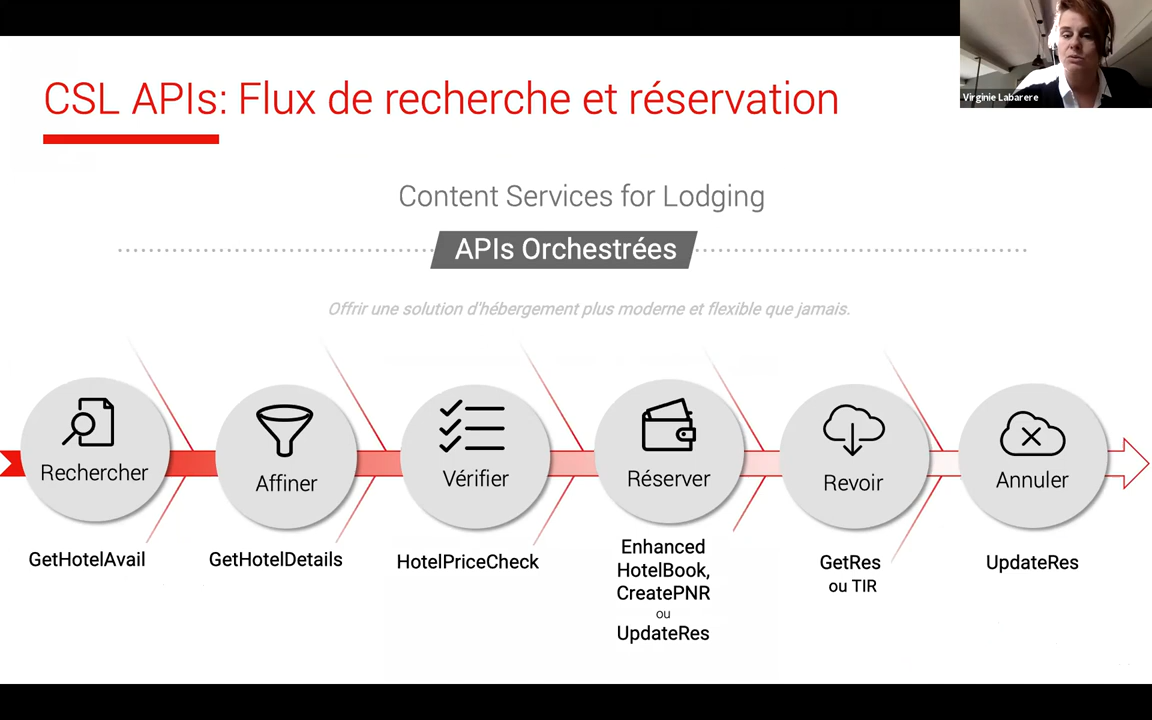 Virginie Labarere
CSL APIs: Flux de recherche et réservation
Content Services for Lodging
APIs Orchestrées
Offrir une solution d'hébergement plus moderne et flexible que jamais.
Rechercher
Affiner
Vérifier
Réserver
Revoir
Annuler
GetHotelAvail
GetHotelDetails
HotelPriceCheck
Enhanced
HotelBook,
CreatePNR
ou
UpdateRes
GetRes
ou TIR
UpdateRes